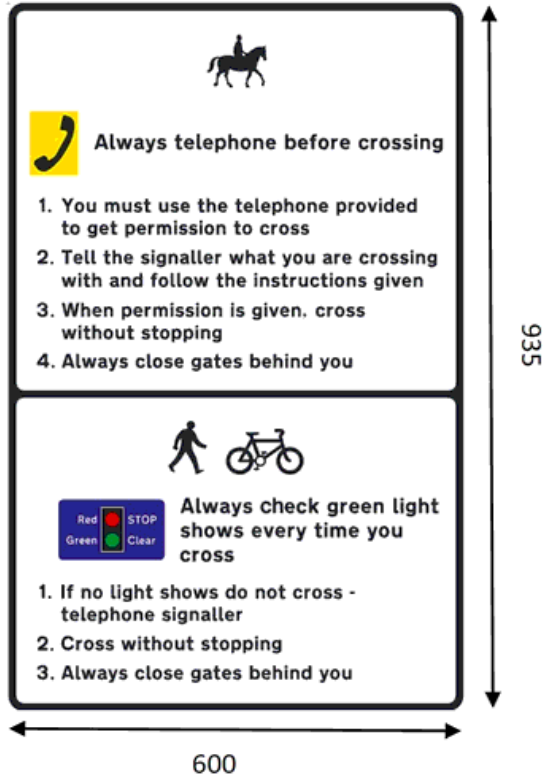 Always telephone before crossing
1. You must use the telephone provided
to get permission to cross
2. Tell the signaller what you are crossing
with and follow the instructions given
3. When permission is given. cross
without stopping
4. Always close gates behind you
935
Red STOP
Green Clear
Always check green light
shows every time you
cross
1. If no light shows do not cross -
telephone signaller
2. Cross without stopping
3. Always close gates behind you
600